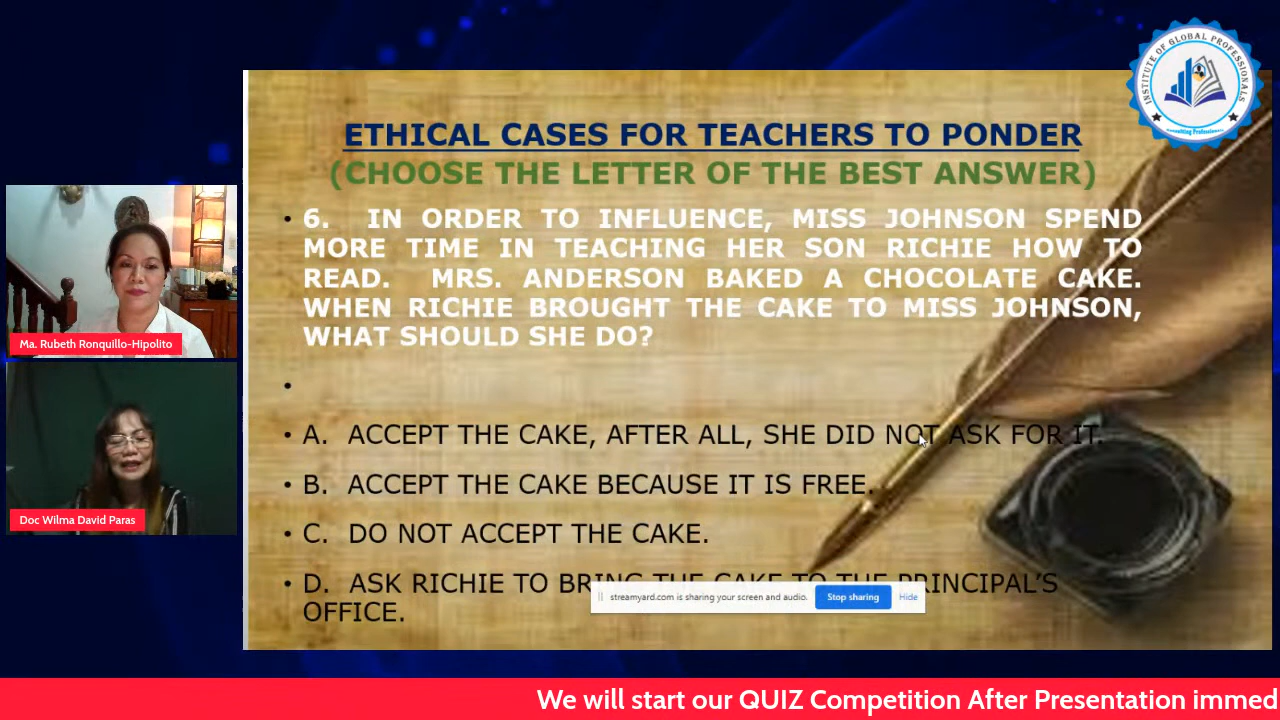 INSTITUTE OF GLOBAL PROFESSIONALS
ETHICAL CASES FOR TEACHERS TO PONDER
(CHOOSE THE LETTER OF THE BEST ANSWER)
• 6. IN ORDER TO INFLUENCE, MISS JOHNSON SPEND
MORE TIME IN TEACHING HER SON RICHIE HOW TO
READ. MRS. ANDERSON BAKED A CHOCOLATE CAKE.
WHEN RICHIE BROUGHT THE CAKE TO MISS JOHNSON,
WHAT SHOULD SHE DO?
•
• A. ACCEPT THE CAKE, AFTER ALL, SHE DID NOT ASK FOR IT.
• B. ACCEPT THE CAKE BECAUSE IT IS FREE.
• C. DO NOT ACCEPT THE CAKE.
• D. ASK RICHIE TO BRING THE CAKE TO THE PRINCIPAL'S
OFFICE.
streamyard.com is sharing your screen and audio. Stop sharing Hide
Ma. Rubeth Ronquillo-Hipolito
Doc Wilma David Paras
We will start our QUIZ Competition After Presentation immed